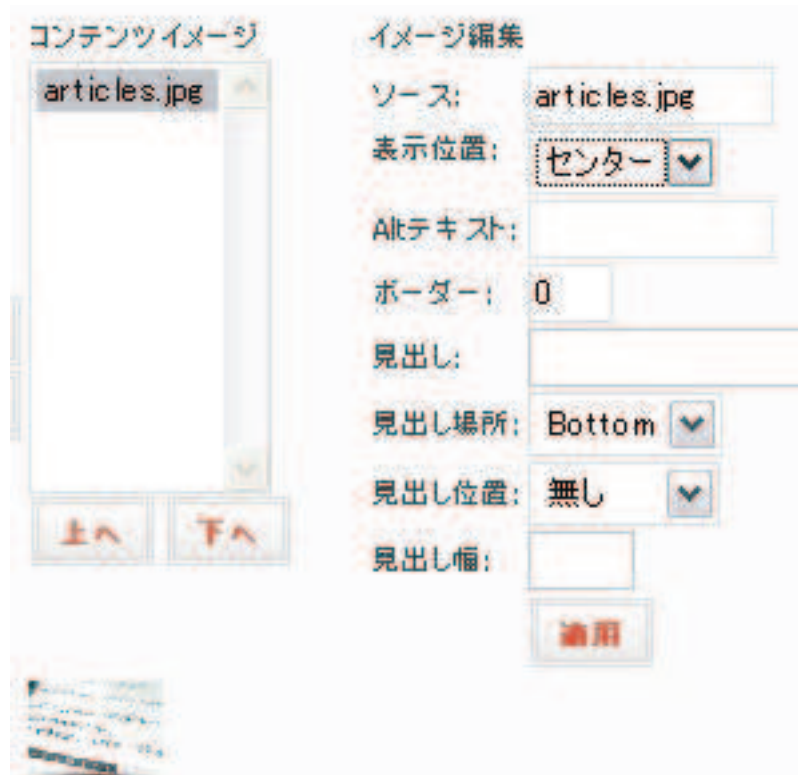 コンテンツイメージ
articles.jpg
上へ 下へ
イメージ編集
ソース: articles.jpg
表示位置: センター
Altテキスト:
ボーダー: 0
見出し:
見出し場所: Bottom
見出し位置: 無し
見出し幅:
適用